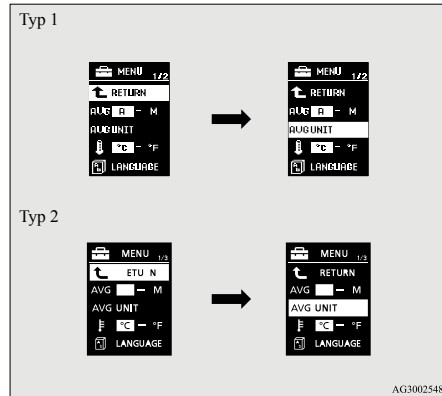 Typ 1
MENU 1/2
RETURN
AVG A – M
AVG UNIT
°C – °F
LANGUAGE
MENU 1/2
RETURN
AVG A – M
AVG UNIT
°C – °F
LANGUAGE
Typ 2
MENU 1/3
ETU N
AVG – M
AVG UNIT
°C – °F
LANGUAGE
MENU 1/3
RETURN
AVG – M
AVG UNIT
°C – °F
LANGUAGE
AG3002548